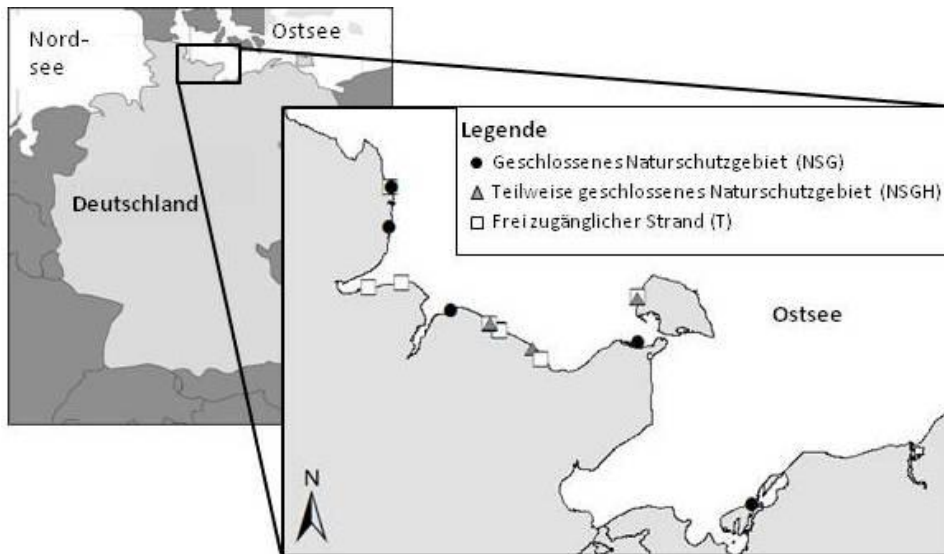 Nord-
see
Ostsee
Deutschland
Legende
Geschlossenes Naturschutzgebiet (NSG)
Teilweise geschlossenes Naturschutzgebiet (NSGH)
Frei zugänglicher Strand (T)
Ostsee
N